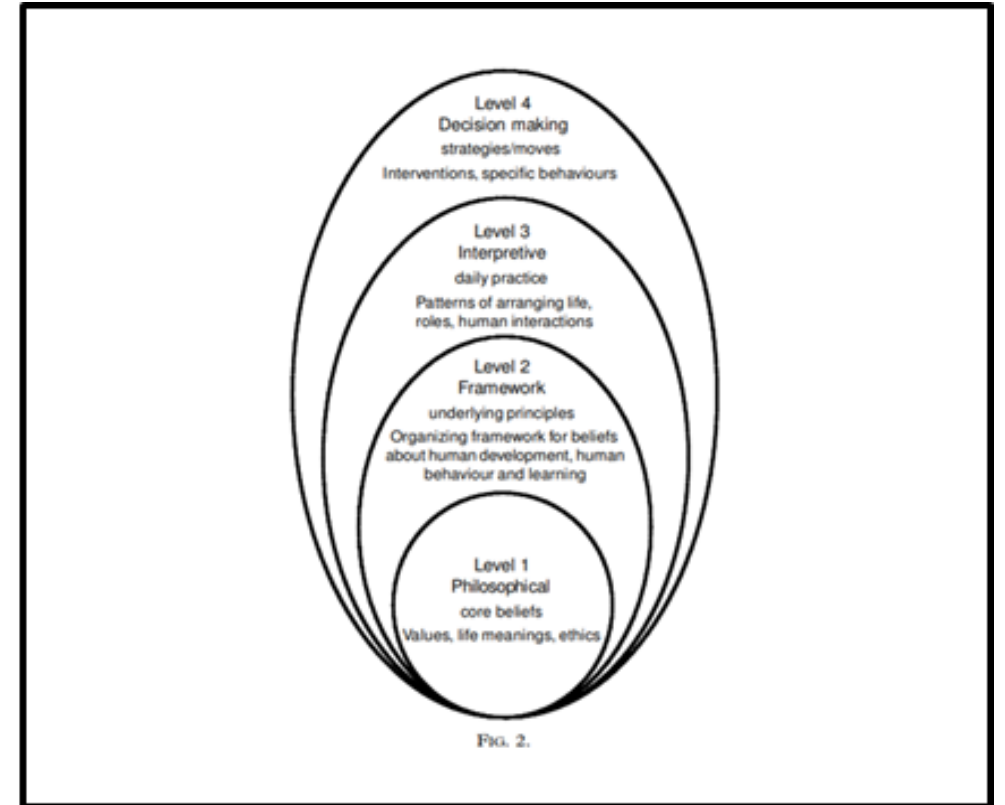 Level 4
Decision making
strategies/moves
Interventions, specific behaviours
Level 3
Interpretive
daily practice
Patterns of arranging life,
roles, human interactions
Level 2
Framework
underlying principles
Organizing framework for beliefs
about human development, human
behaviour and learning
Level 1
Philosophical
core beliefs
Values, life meanings, ethics
FIG. 2.